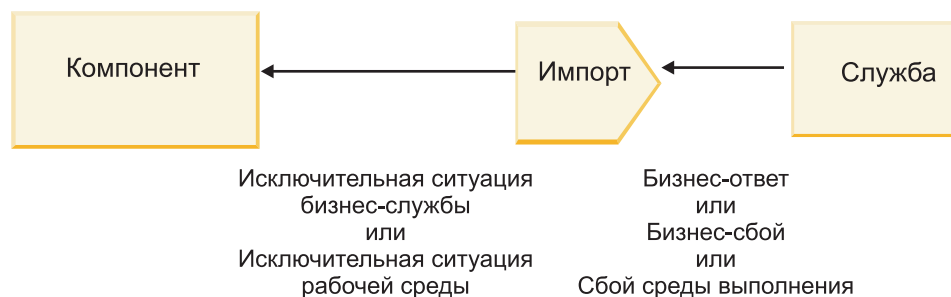 Компонент
Импорт
Служба
Исключительная ситуация
бизнес-службы
или
Исключительная ситуация
рабочей среды
Бизнес-ответ
или
Бизнес-сбой
или
Сбой среды выполнения